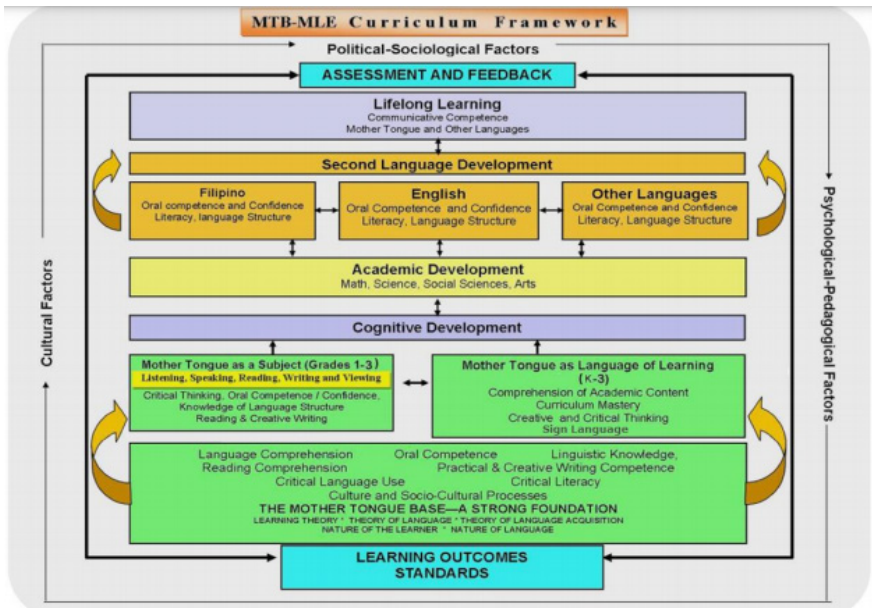 MTB-MLE Curriculum Framework
Political-Sociological Factors
ASSESSMENT AND FEEDBACK
Lifelong Learning
Communicative Competence
Mother Tongue and Other Languages
Second Language Development
Filipino
Oral competence and Confidence
Literacy, language Structure
English
Oral Competence and Confidence
Literacy, Language Structure
Other Languages
Oral Competence and Confidence
Literacy, Language Structure
Academic Development
Math, Science, Social Sciences, Arts
Cognitive Development
Mother Tongue as a Subject (Grades 1-3)
Listening, Speaking, Reading, Writing and Viewing
Critical Thinking, Oral Competence / Confidence,
Knowledge of Language Structure
Reading & Creative Writing
Mother Tongue as Language of Learning
(K-3)
Comprehension of Academic Content
Curriculum Mastery
Creative and Critical Thinking
Sign Language
Language Comprehension Oral Competence Linguistic Knowledge,
Reading Comprehension Practical & Creative Writing Competence
Critical Language Use Critical Literacy
Culture and Socio-Cultural Processes
THE MOTHER TONGUE BASE—A STRONG FOUNDATION
LEARNING THEORY * THEORY OF LANGUAGE * THEORY OF LANGUAGE ACQUISITION
NATURE OF THE LEARNER * NATURE OF LANGUAGE
LEARNING OUTCOMES
STANDARDS
Cultural Factors
Psychological-Pedagogical Factors